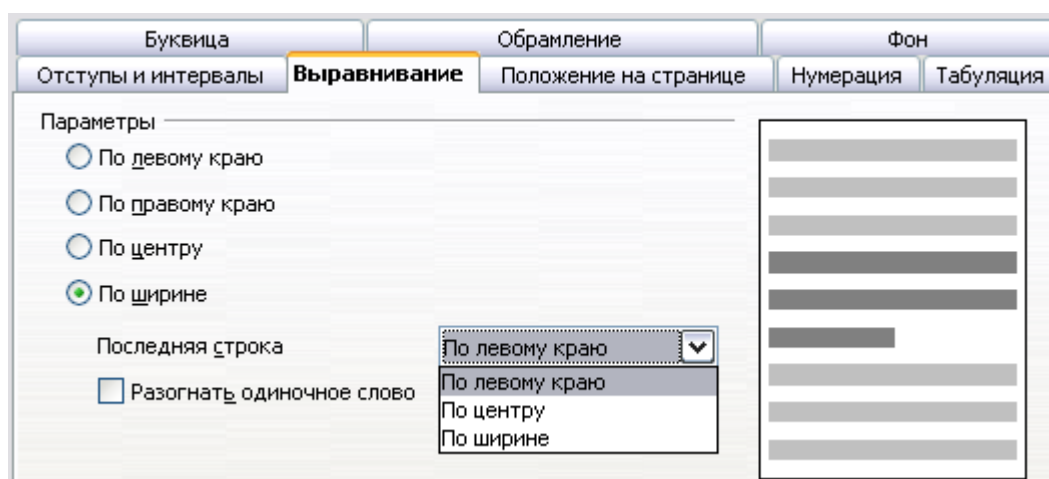 Буквица Обрамление Фон
Отступы и интервалы Выравнивание Положение на странице Нумерация Табуляция
Параметры
По левому краю
По правому краю
По центру
По ширине
Последняя строка По левому краю
Разогнать одиночное слово По левому краю
По центру
По ширине